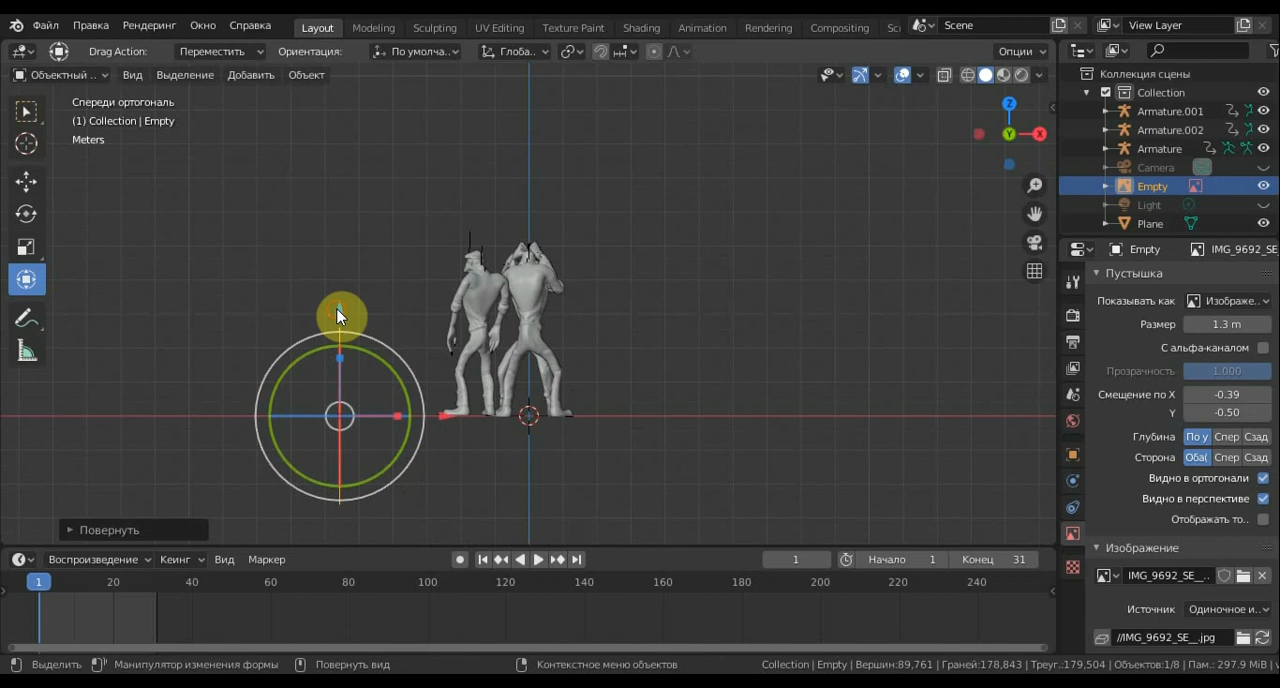 Файл Правка Рендеринг Окно Справка Layout Modeling Sculpting UV Editing Texture Paint Shading Animation Rendering Compositing Scene View Layer
Drag Action: Переместить Ориентация: По умолча.. Глоба.. Опции
Объектный .. Вид Выделение Добавить Объект
Спереди ортогональ
(1) Collection | Empty
Meters
Z
Y
X
Повернуть
Коллекция сцены
Collection
Armature.001
Armature.002
Armature
Camera
Empty
Light
Plane
Empty IMG_9692_SE
Пустышка
Показывать как Изображе..
Размер 1.3 m
С альфа-каналом
Прозрачность 1.000
Смещение по X -0.39
Y -0.50
Глубина По у Спер Сзад
Сторона Оба( Спер Сзад
Видно в ортогонали
Видно в перспективе
Отображать то..
Изображение
IMG_9692_SE__..
Источник Одиночное и..
//IMG_9692_SE__.jpg
Воспроизведение Кеинг Вид Маркер 1 Начало 1 Конец 31
1 20 40 60 80 100 120 140 160 180 200 220 240
Выделить Манипулятор изменения формы Повернуть вид Контекстное меню объектов Collection | Empty | Вершин:89,761 | Граней:178,843 | Треуг.:179,504 | Объектов:1/8 | Пам.: 297.9 MiB |